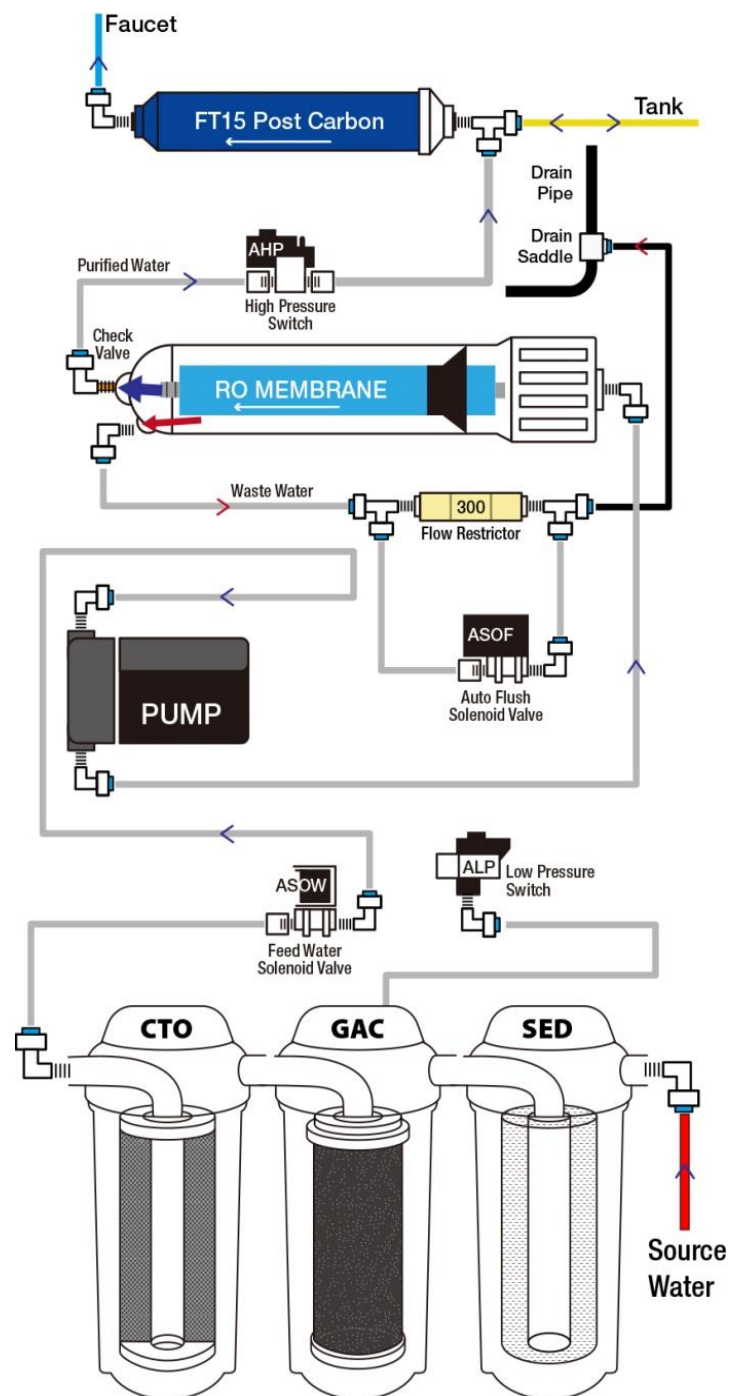 Faucet
FT15 Post Carbon
Tank
Drain
Pipe
Drain
Saddle
AHP
Purified Water
High Pressure
Switch
Check
Valve
RO MEMBRANE
Waste Water
300
Flow Restrictor
ASOF
Auto Flush
Solenoid Valve
PUMP
ALP
Low Pressure
Switch
ASOW
Feed Water
Solenoid Valve
CTO
GAC
SED
Source
Water